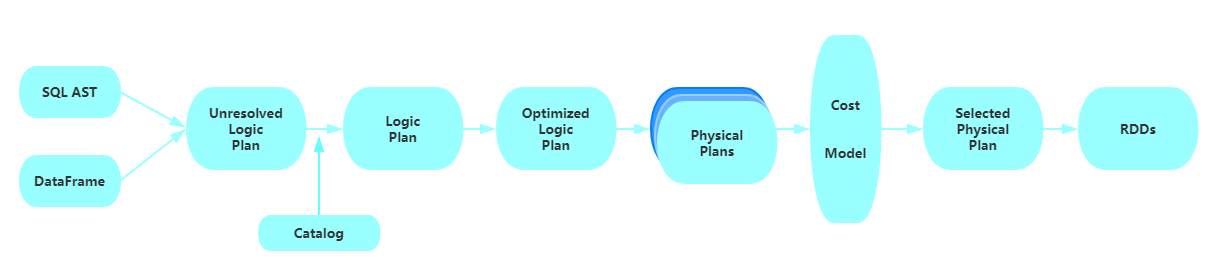 SQL AST
DataFrame
Unresolved
Logic
Plan
Catalog
Logic
Plan
Optimized
Logic
Plan
Physical
Plans
Cost
Model
Selected
Physical
Plan
RDDs